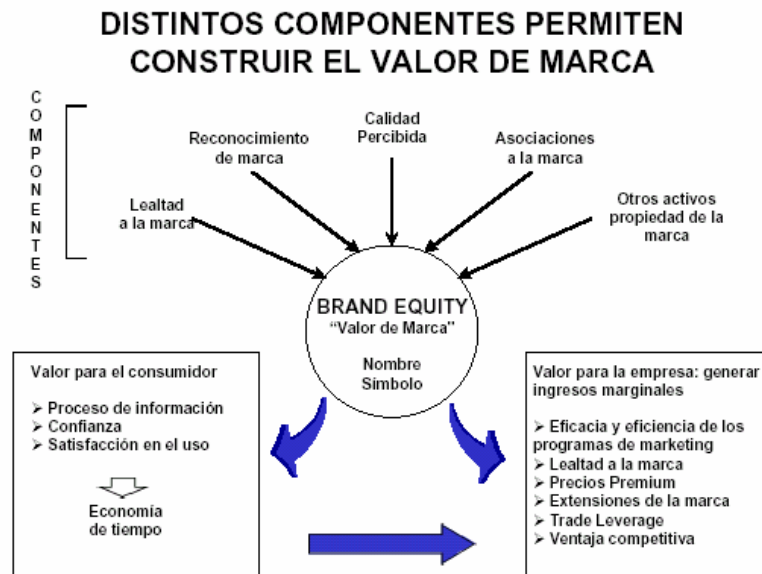 DISTINTOS COMPONENTES PERMITEN
CONSTRUIR EL VALOR DE MARCA
COMPONENTES
Lealtad
a la marca
Reconocimiento
de marca
Calidad
Percibida
Asociaciones
a la marca
Otros activos
propiedad de la
marca
BRAND EQUITY
“Valor de Marca”
Nombre
Símbolo
Valor para el consumidor
➢ Proceso de información
➢ Confianza
➢ Satisfacción en el uso
Economía
de tiempo
Valor para la empresa: generar
ingresos marginales
➢ Eficacia y eficiencia de los
programas de marketing
➢ Lealtad a la marca
➢ Precios Premium
➢ Extensiones de la marca
➢ Trade Leverage
➢ Ventaja competitiva